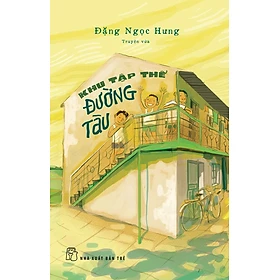 Đặng Ngọc Hưng
Truyện vừa
KHU TẬP THỂ
ĐƯỜNG
TÀU
NHÀ XUẤT BẢN TRẺ